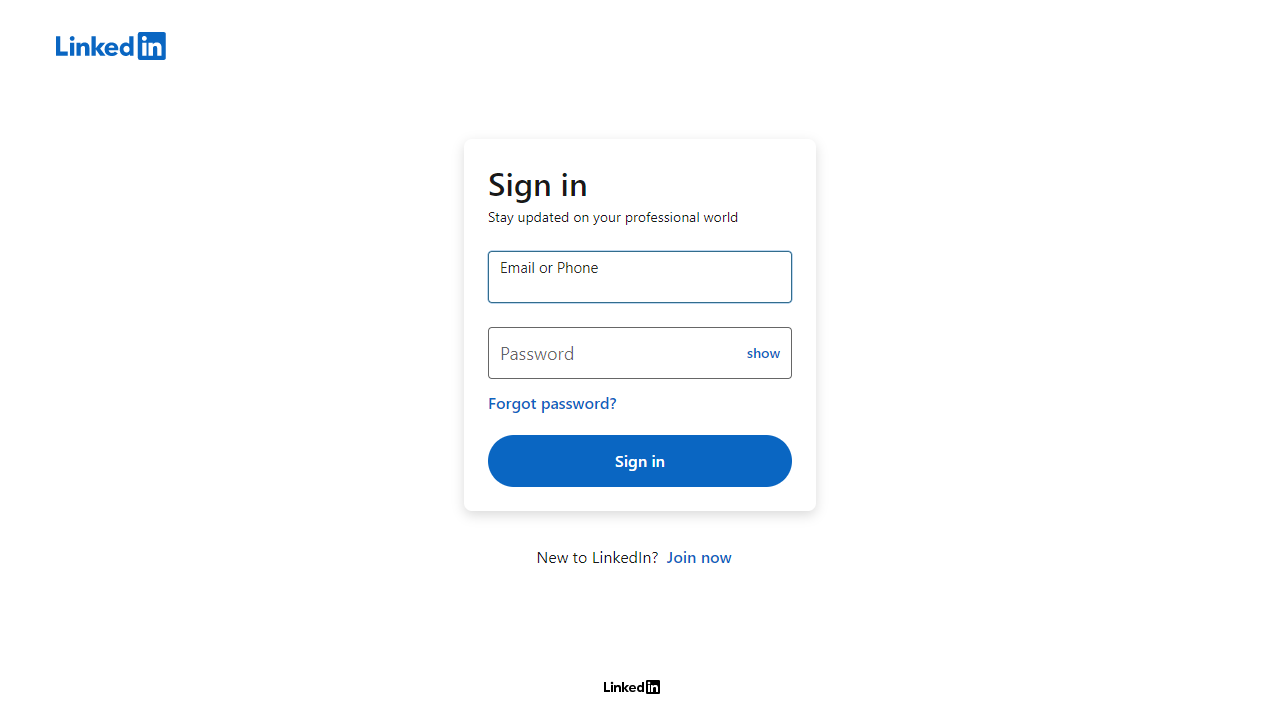 LinkedIn
Sign in
Stay updated on your professional world
Email or Phone
Password show
Forgot password?
Sign in
New to LinkedIn? Join now
LinkedIn